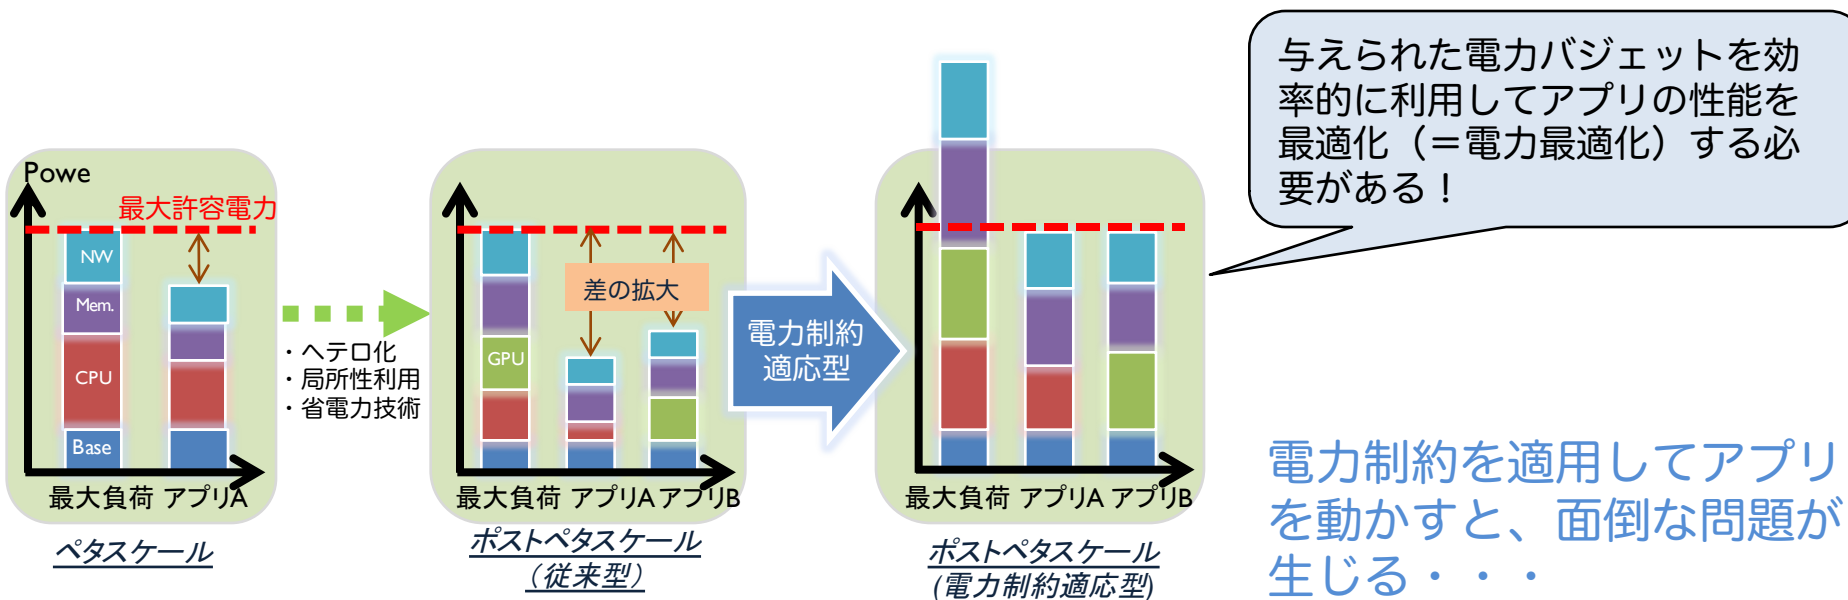 与えられた電力バジェットを効
率的に利用してアプリの性能を
最適化（＝電力最適化）する必
要がある！
Powe
最大許容電力
NW
Mem.
CPU
Base
最大負荷 アプリA
ペタスケール
・ヘテロ化
・局所性利用
・省電力技術
差の拡大
GPU
最大負荷 アプリA アプリB
ポストペタスケール
（従来型）
電力制約
適応型
最大負荷 アプリA アプリB
ポストペタスケール
(電力制約適応型)
電力制約を適用してアプリ
を動かすと、面倒な問題が
生じる・・・